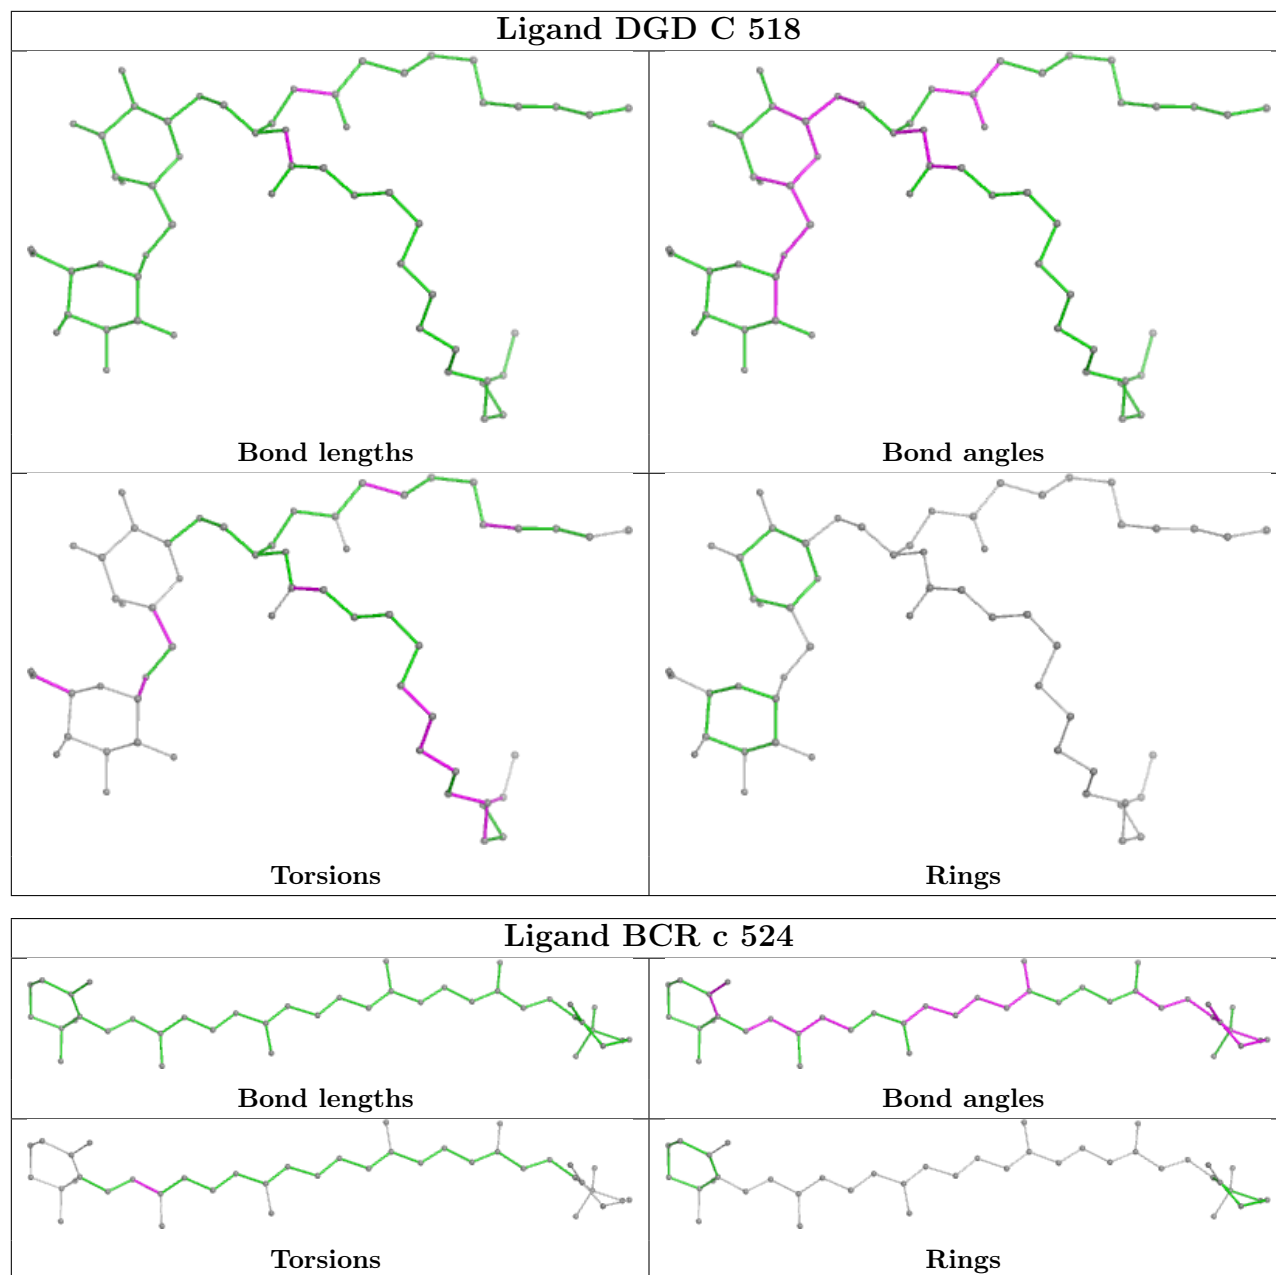 Ligand DGD C 518
Bond lengths
Bond angles
Torsions
Rings
Ligand BCR c 524
Bond lengths
Bond angles
Torsions
Rings